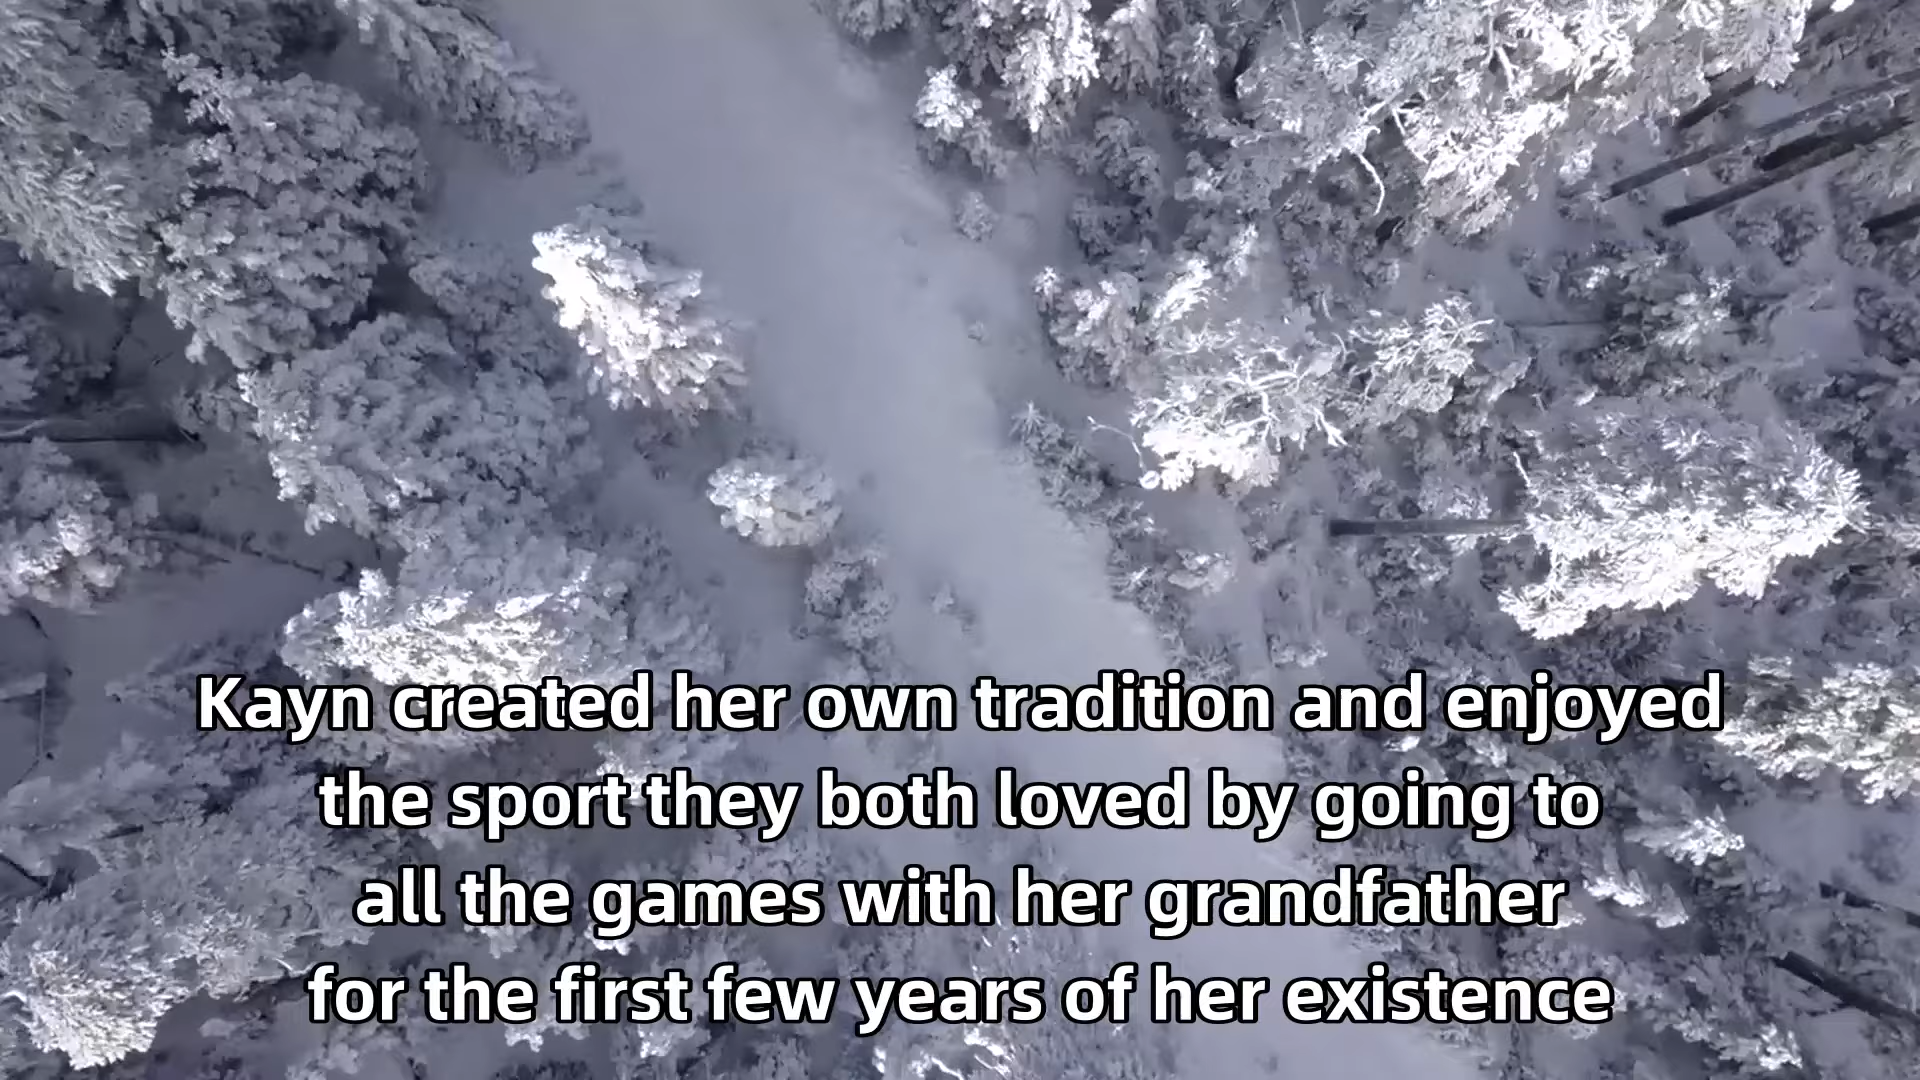 Kayn created her own tradition and enjoyed
the sport they both loved by going to
all the games with her grandfather
for the first few years of her existence